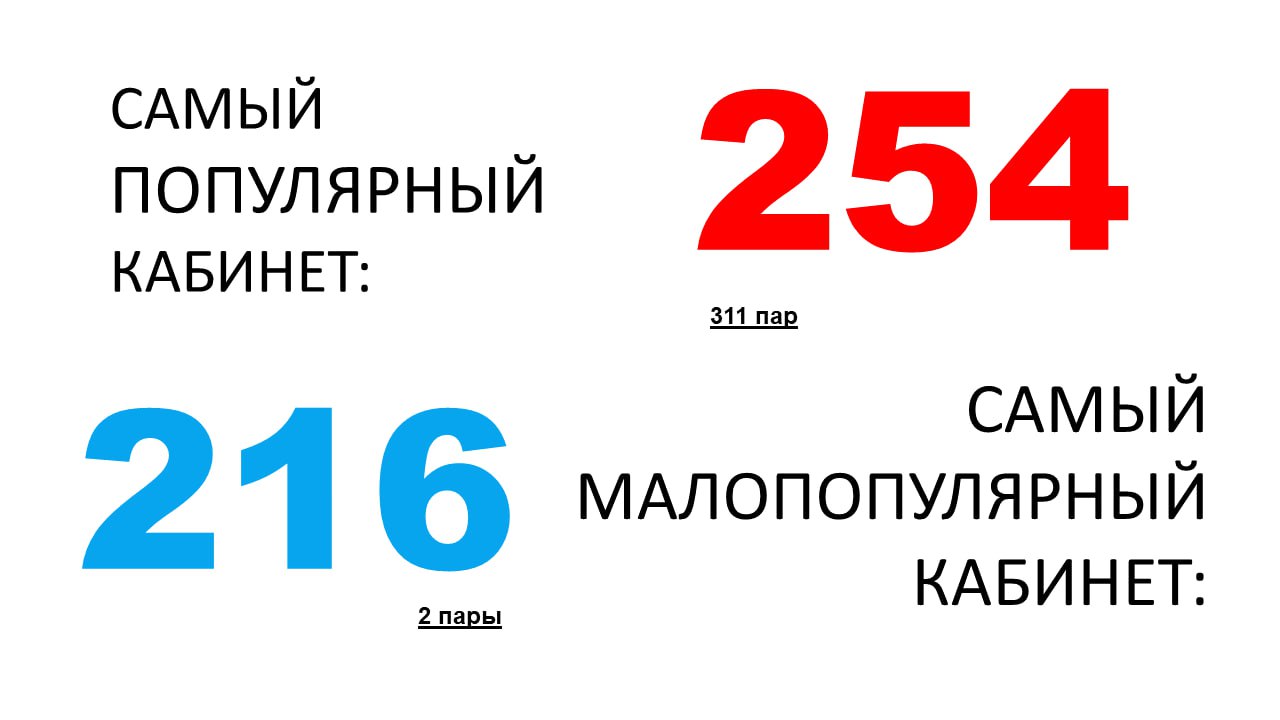 САМЫЙ
ПОПУЛЯРНЫЙ
КАБИНЕТ:
254
311 пар
САМЫЙ
МАЛОПОПУЛЯРНЫЙ
КАБИНЕТ:
216
2 пары